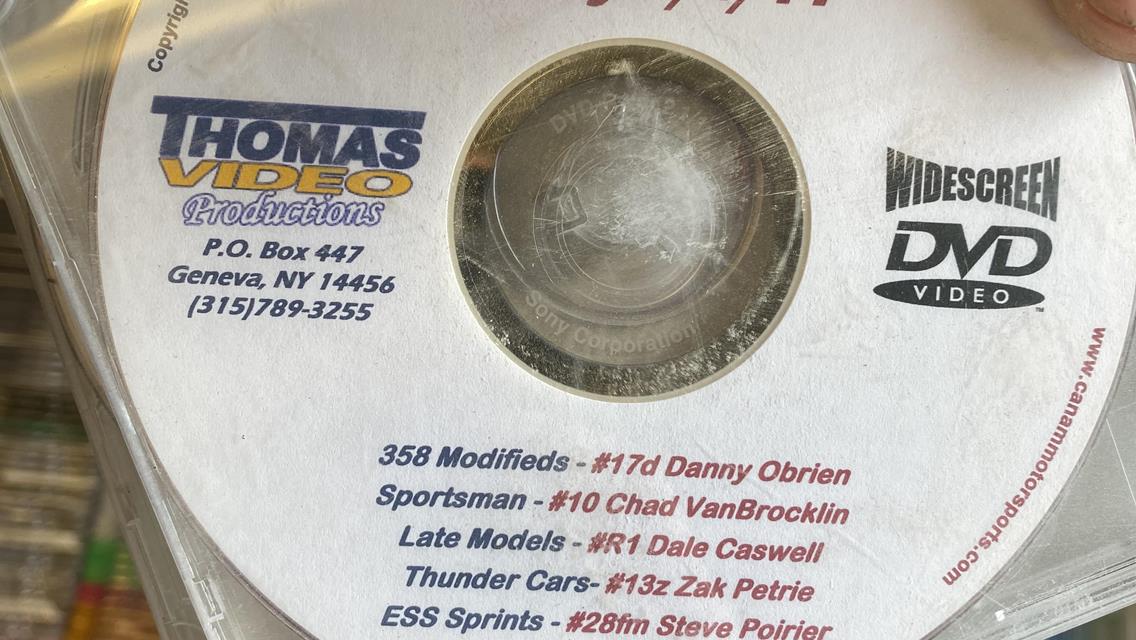 Copyrig
THOMAS
VIDEO
Productions
P.O. Box 447
Geneva, NY 14456
(315)789-3255
Sony Corporation
WIDESCREEN
DVD
VIDEO
TM
www.canammotorsports.com
358 Modifieds - #17d Danny Obrien
Sportsman - #10 Chad VanBrocklin
Late Models - #R1 Dale Caswell
Thunder Cars- #13z Zak Petrie
ESS Sprints - #28fm Steve Poirier